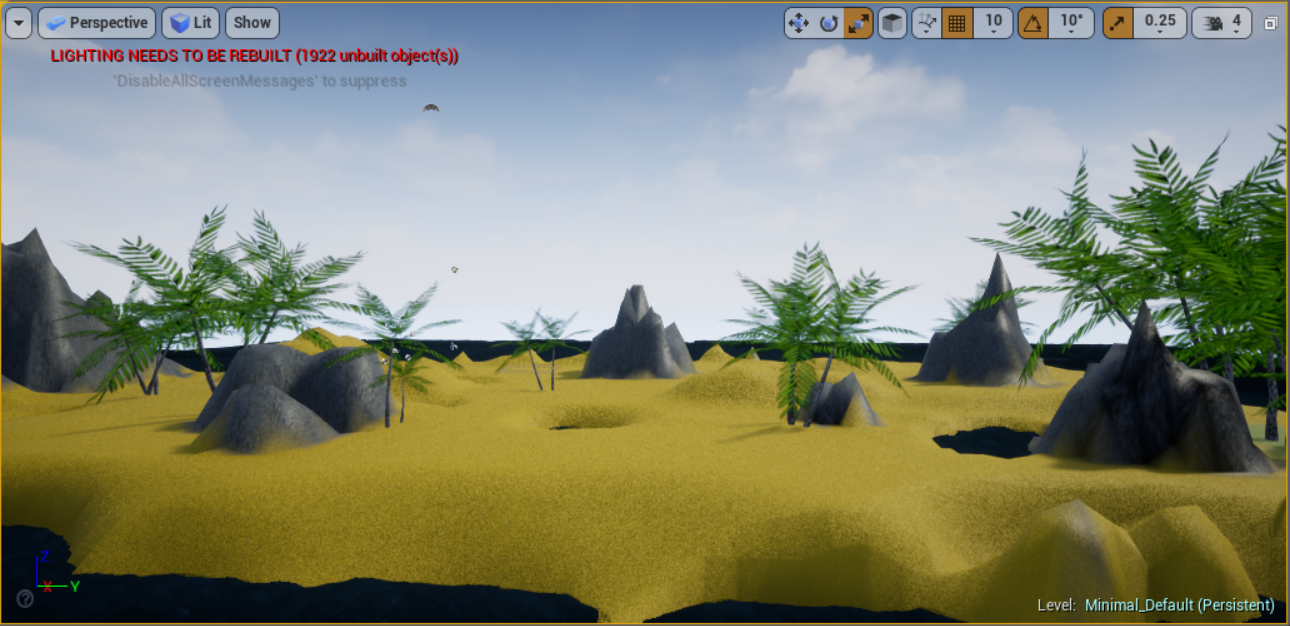 Perspective Lit Show 10 10° 0.25 4
LIGHTING NEEDS TO BE REBUILT (1922 unbuilt object(s))
'DisableAllScreenMessages' to suppress
Z
X Y
?
Level: Minimal_Default (Persistent)